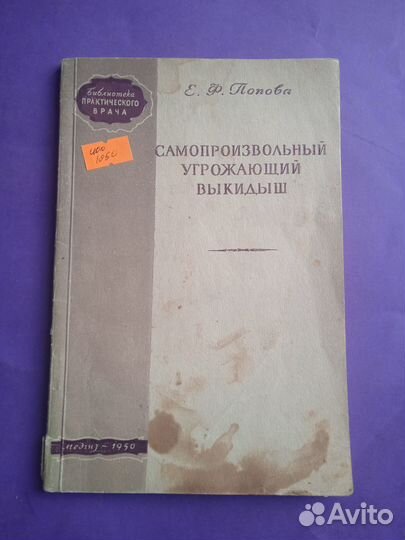 Библиотека
ПРАКТИЧЕСКОГО
ВРАЧА
Е. Ф. Попова
САМОПРОИЗВОЛЬНЫЙ
УГРОЖАЮЩИЙ
ВЫКИДЫШ
Медгиз - 1950
Avito